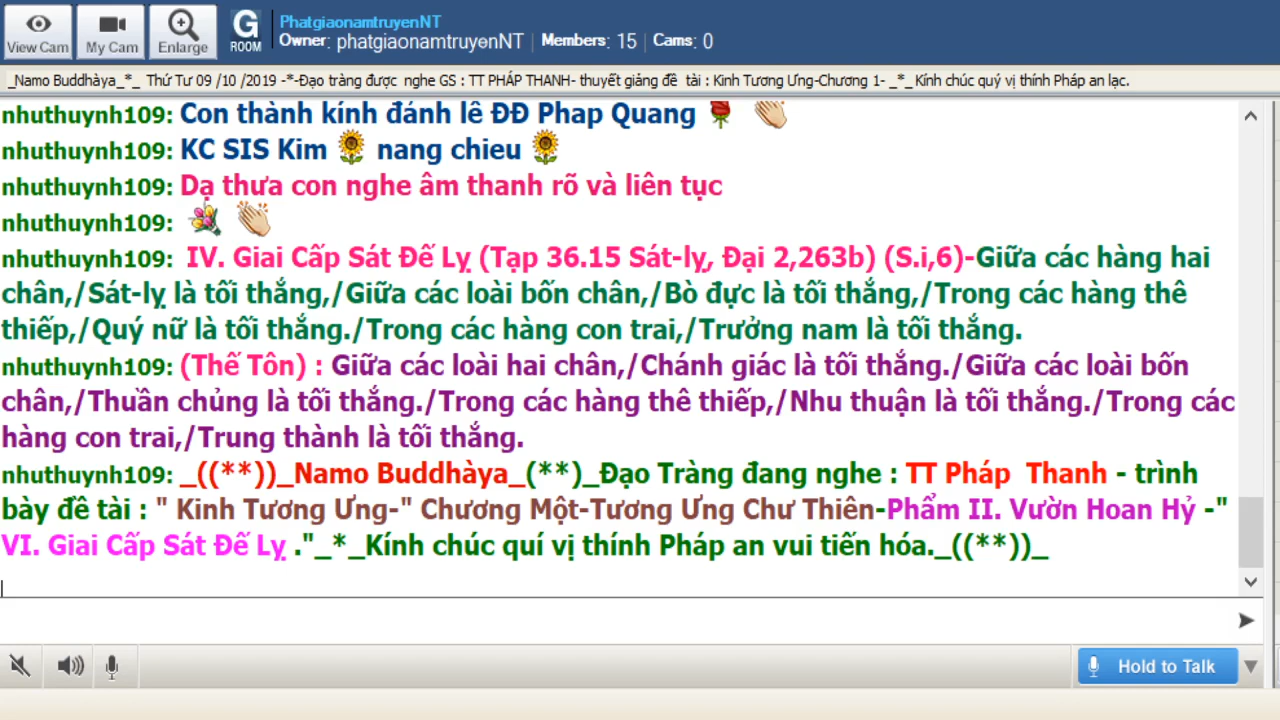 View Cam
My Cam
Enlarge
G
ROOM
PhatgiaonamtruyenNT
Owner: phatgiaonamtruyenNT | Members: 15 | Cams: 0
_Namo Buddhàya_*_ Thứ Tư 09 /10 /2019 -*-Đạo tràng được nghe GS : TT PHÁP THANH- thuyết giảng đề tài : Kinh Tương Ưng-Chương 1- _*_ Kính chúc quý vị thính Pháp an lạc.
nhuthuynh109: Con thành kính đánh lê ĐĐ Phap Quang
nhuthuynh109: KC SIS Kim nang chieu
nhuthuynh109: Dạ thưa con nghe âm thanh rõ và liên tục
nhuthuynh109:
nhuthuynh109: IV. Giai Cấp Sát Đế Lỵ (Tạp 36.15 Sát-lỵ, Đại 2,263b) (S.i,6)-Giữa các hàng hai
chân,/Sát-lỵ là tối thắng,/Giữa các loài bốn chân,/Bò đực là tối thắng,/Trong các hàng thê
thiếp,/Quý nữ là tối thắng./Trong các hàng con trai,/Trưởng nam là tối thắng.
nhuthuynh109: (Thế Tôn) : Giữa các loài hai chân,/Chánh giác là tối thắng./Giữa các loài bốn
chân,/Thuần chủng là tối thắng./Trong các hàng thê thiếp,/Nhu thuận là tối thắng./Trong các
hàng con trai,/Trung thành là tối thắng.
nhuthuynh109: _((**))_Namo Buddhàya_(**)_Đạo Tràng đang nghe : TT Pháp Thanh - trình
bày đề tài : " Kinh Tương Ưng-" Chương Một-Tương Ưng Chư Thiên-Phẩm II. Vườn Hoan Hỷ -"
VI. Giai Cấp Sát Đế Lỵ ."_*_Kính chúc quí vị thính Pháp an vui tiến hóa._((**))_
Hold to Talk